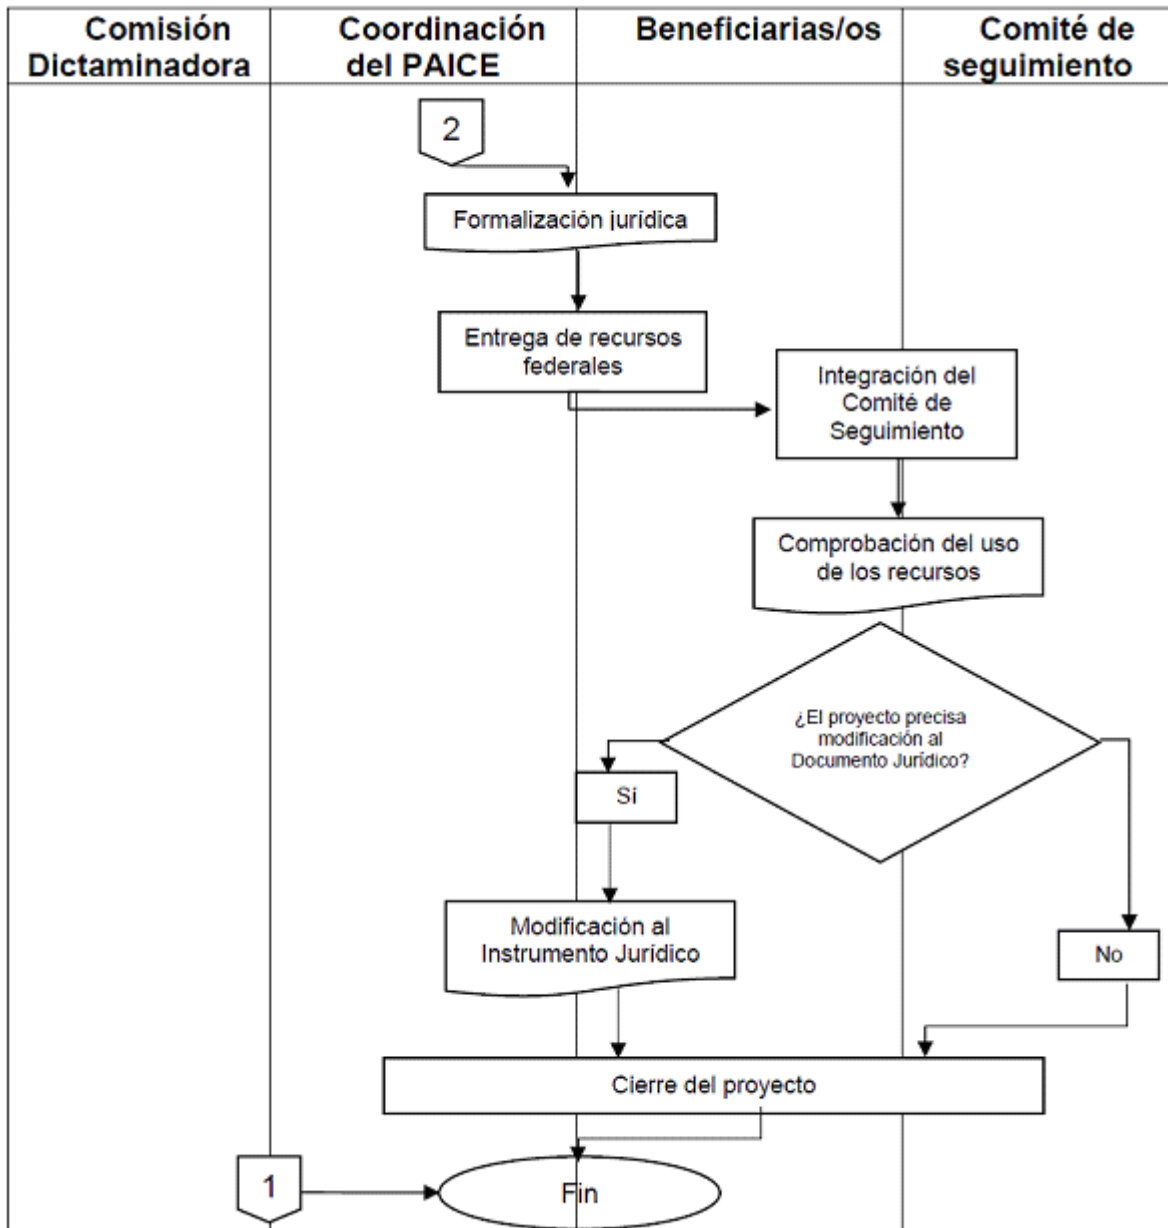 Comisión
Dictaminadora
Coordinación
del PAICE
Beneficiarias/os
Comité de
seguimiento
2
Formalización jurídica
Entrega de recursos
federales
Integración del
Comité de
Seguimiento
Comprobación del uso
de los recursos
¿El proyecto precisa
modificación al
Documento Jurídico?
Sí
Modificación al
Instrumento Jurídico
No
Cierre del proyecto
1
Fin